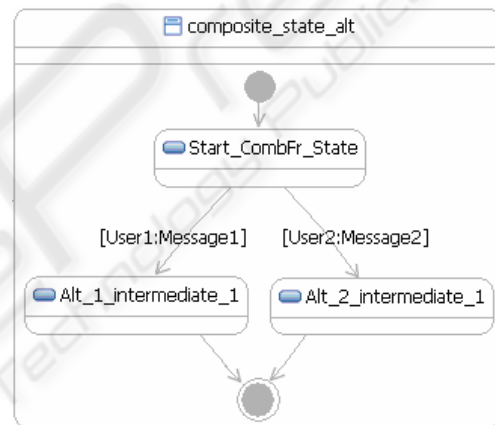 composite_state_alt
Start_CombFr_State
[User1:Message1] [User2:Message2]
Alt_1_intermediate_1 Alt_2_intermediate_1